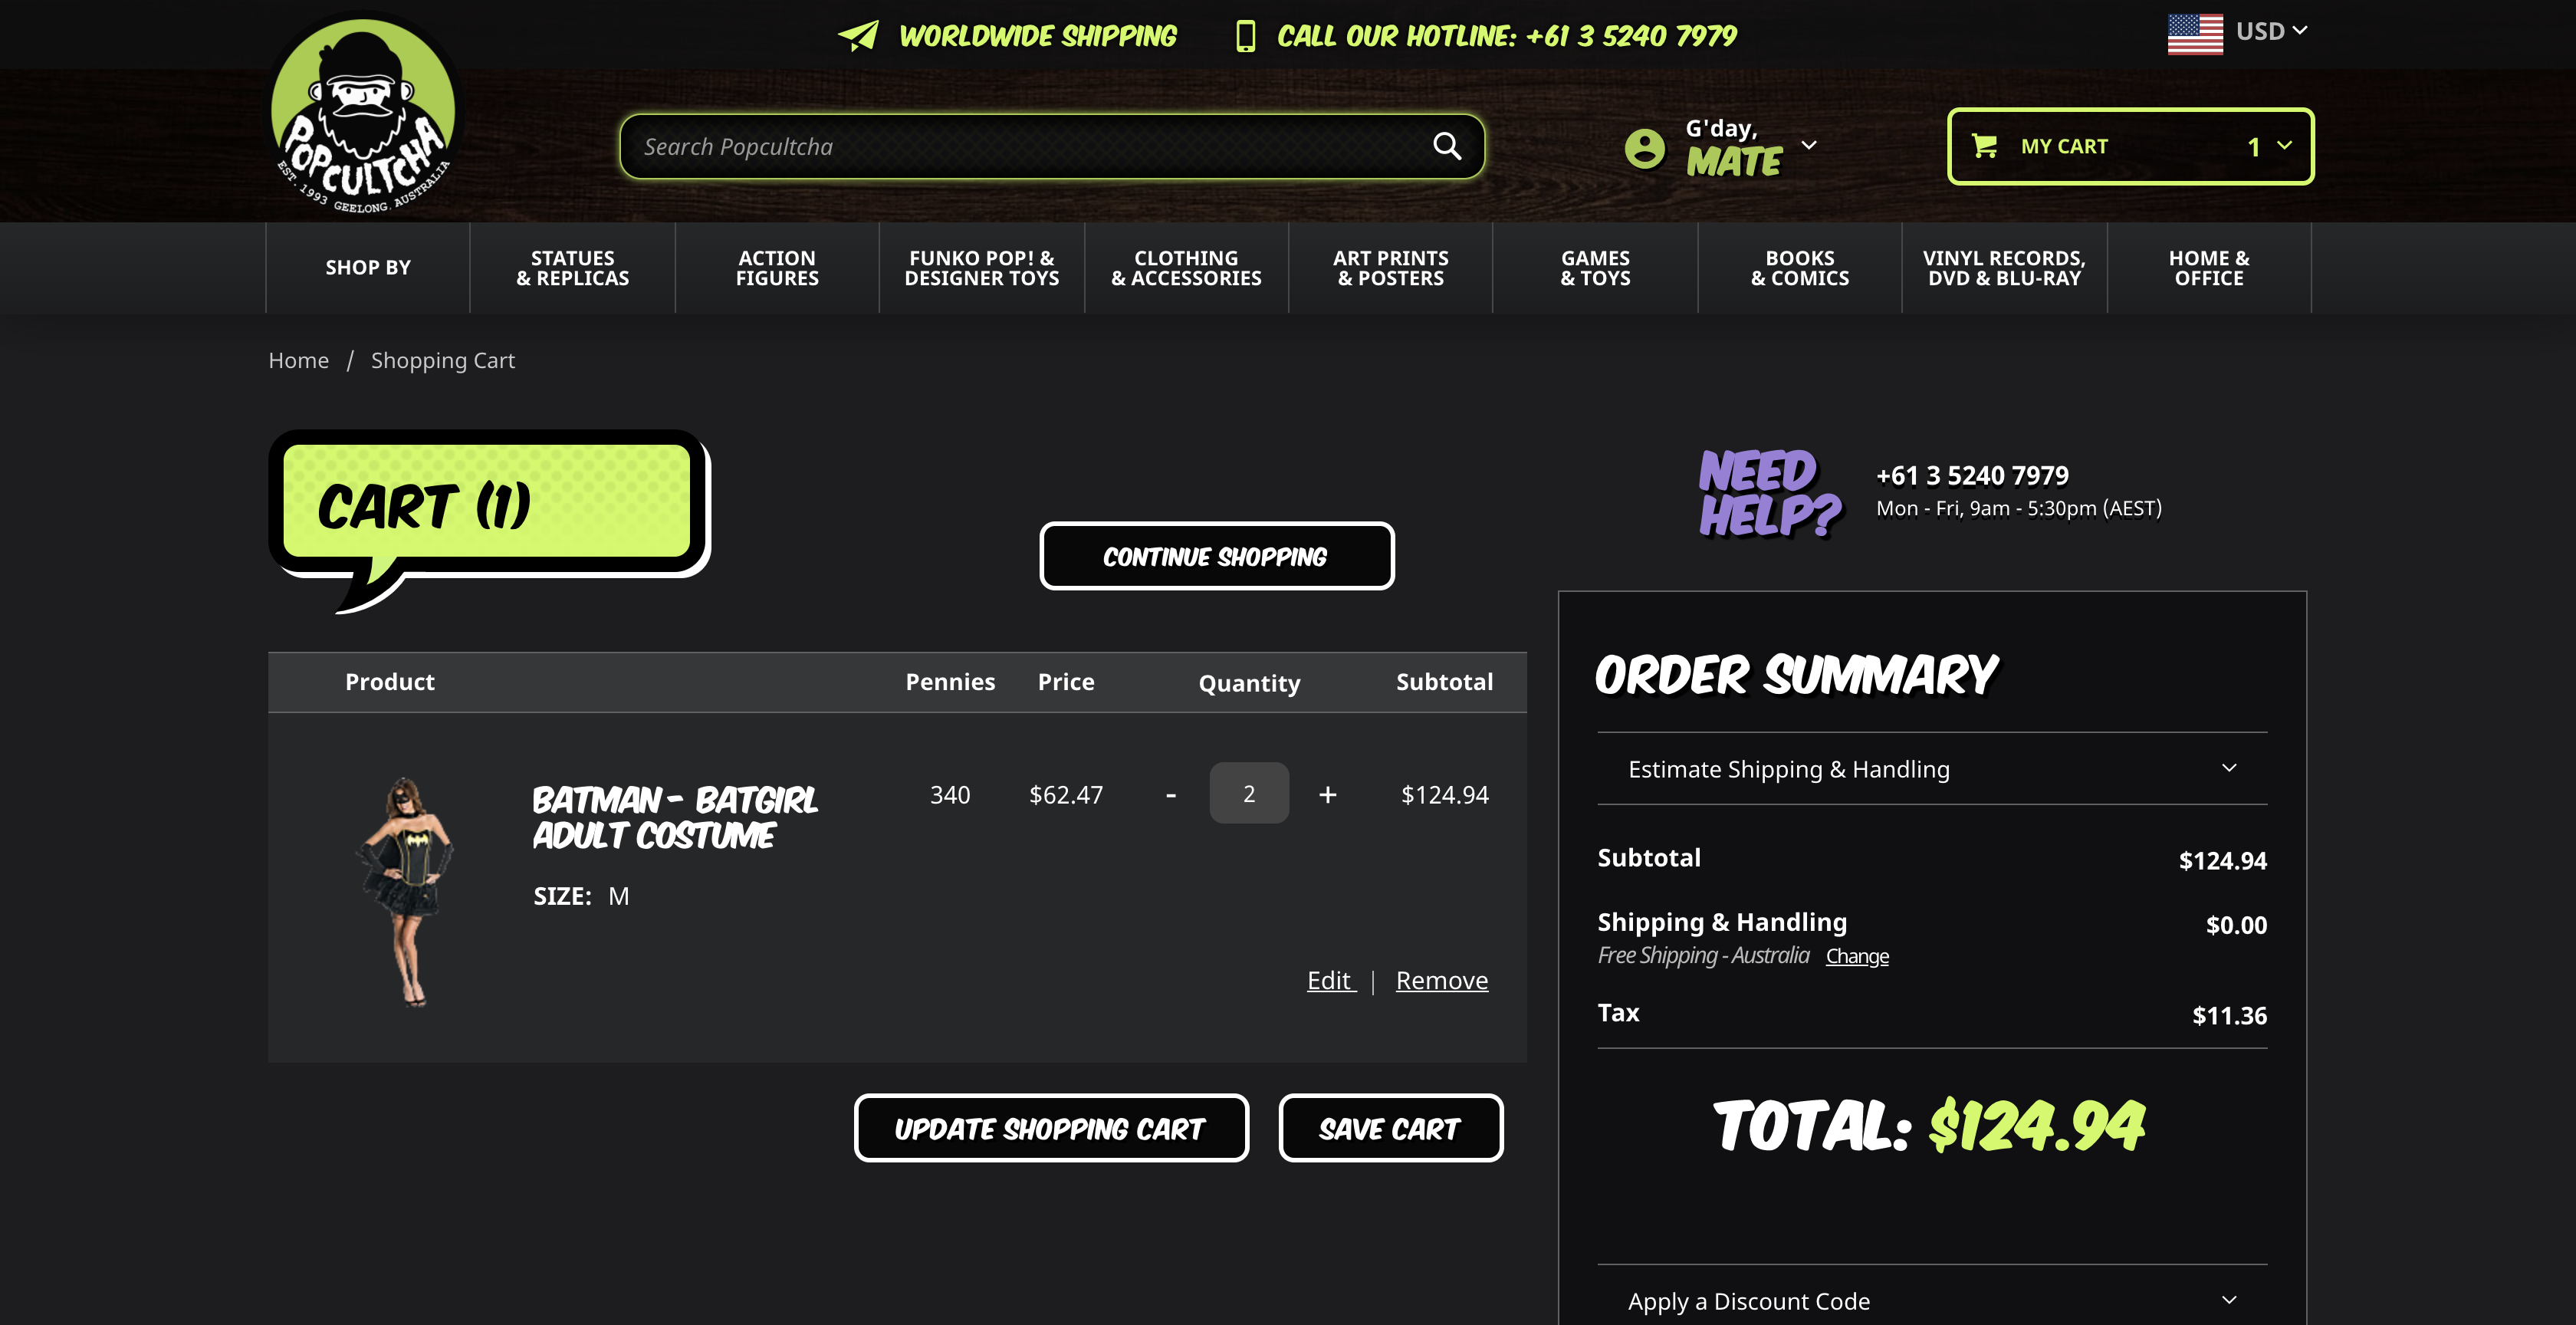 WORLDWIDE SHIPPING
CALL OUR HOTLINE: +61 3 5240 7979
USD
POPCULTCHA
EST. 1993 GEELONG, AUSTRALIA
Search Popcultcha
G'day,
MATE
MY CART
1
SHOP BY
STATUES
& REPLICAS
ACTION
FIGURES
FUNKO POP! &
DESIGNER TOYS
CLOTHING
& ACCESSORIES
ART PRINTS
& POSTERS
GAMES
& TOYS
BOOKS
& COMICS
VINYL RECORDS,
DVD & BLU-RAY
HOME &
OFFICE
Home / Shopping Cart
CART (1)
CONTINUE SHOPPING
NEED
HELP?
+61 3 5240 7979
Mon - Fri, 9am - 5:30pm (AEST)
Product Pennies Price Quantity Subtotal
BATMAN - BATGIRL
ADULT COSTUME
340 $62.47 - 2 + $124.94
SIZE: M
Edit | Remove
UPDATE SHOPPING CART
SAVE CART
ORDER SUMMARY
Estimate Shipping & Handling
Subtotal $124.94
Shipping & Handling $0.00
Free Shipping - Australia Change
Tax $11.36
TOTAL: $124.94
Apply a Discount Code